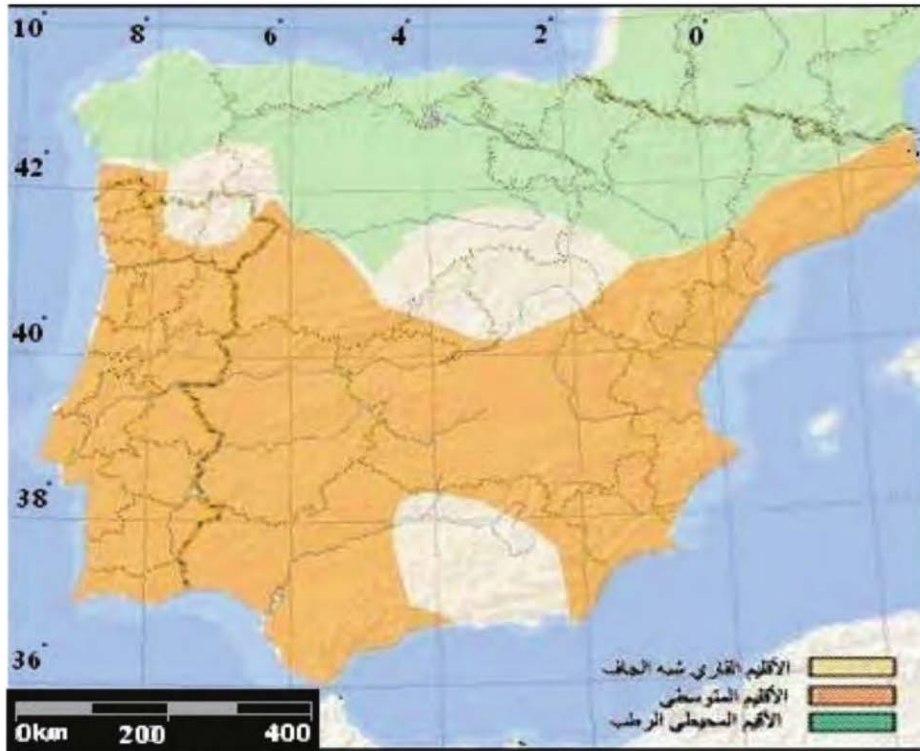 10° 8° 6° 4° 2° 0°
42°
40°
38°
36°
الأقليم القاري شبه الجاف
الأقليم المتوسطي
الأقيم المحيطي الرطب
0km 200 400